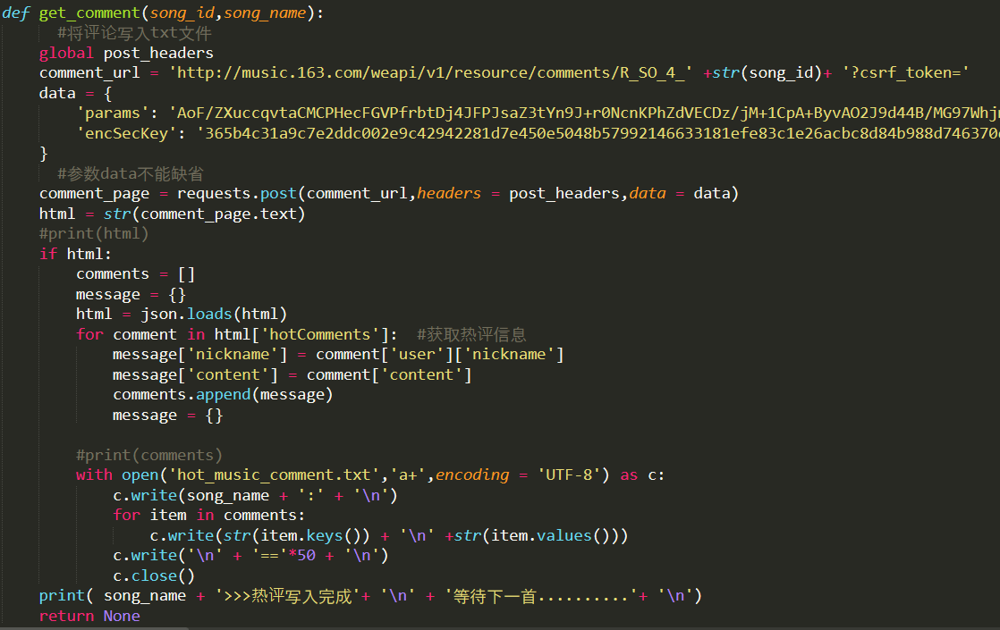 def get_comment(song_id,song_name):
#将评论写入txt文件
global post_headers
comment_url = 'http://music.163.com/weapi/v1/resource/comments/R_SO_4_' +str(song_id)+ '?csrf_token='
data = {
'params': 'AoF/ZXuccqvtaCMCPHecFGVPfrbtDj4JFPJsaZ3tYn9J+r0NcnKPhZdVECDz/jM+1CpA+ByvAO2J9d44B/MG97Whj
'encSecKey': '365b4c31a9c7e2ddc002e9c42942281d7e450e5048b57992146633181efe83c1e26acbc8d84b988d746370
}
#参数data不能缺省
comment_page = requests.post(comment_url,headers = post_headers,data = data)
html = str(comment_page.text)
#print(html)
if html:
comments = []
message = {}
html = json.loads(html)
for comment in html['hotComments']:  #获取热评信息
message['nickname'] = comment['user']['nickname']
message['content'] = comment['content']
comments.append(message)
message = {}
#print(comments)
with open('hot_music_comment.txt','a+',encoding = 'UTF-8') as c:
c.write(song_name + ':' + '\n')
for item in comments:
c.write(str(item.keys()) + '\n' +str(item.values()))
c.write('\n' + '=='*50 + '\n')
c.close()
print( song_name + '>>>热评写入完成'+ '\n' + '等待下一首..........'+ '\n')
return None